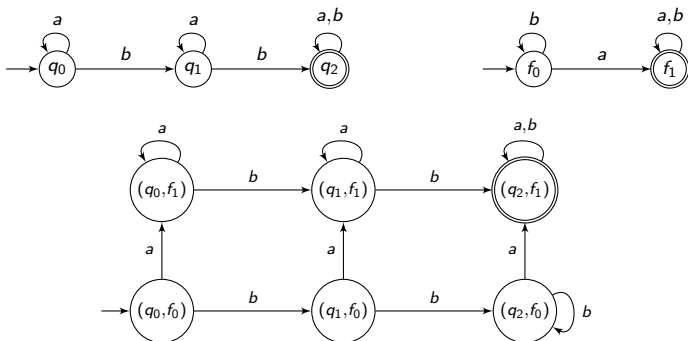 a a a,b b a,b
q0 b q1 b q2 f0 a f1
a a a,b
(q0,f1) b (q1,f1) b (q2,f1)
a a a
(q0,f0) b (q1,f0) b (q2,f0) b